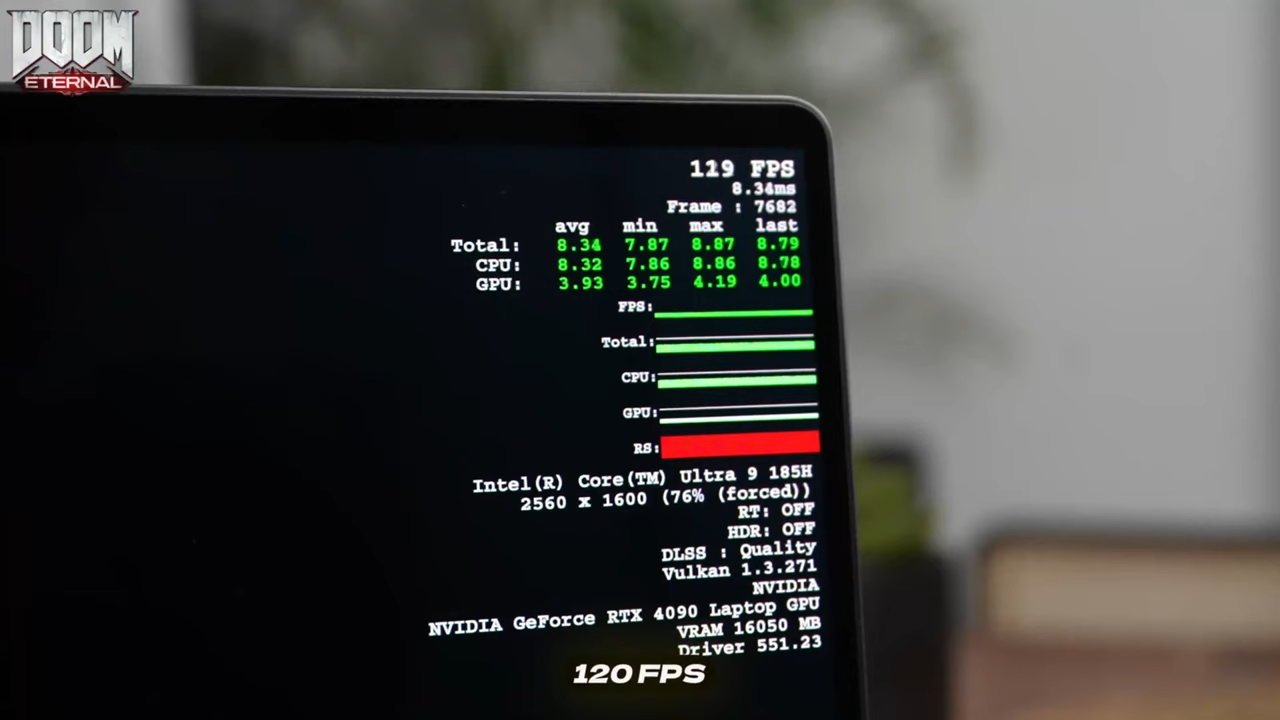 DOOM
ETERNAL
119 FPS
8.34ms
Frame : 7682
avg min max last
Total: 8.34 7.87 8.87 8.79
CPU: 8.32 7.86 8.86 8.78
GPU: 3.93 3.75 4.19 4.00
FPS:
Total:
CPU:
GPU:
RS:
Intel(R) Core(TM) Ultra 9 185H
2560 x 1600 (76% (forced))
RT: OFF
HDR: OFF
DLSS : Quality
Vulkan 1.3.271
NVIDIA
NVIDIA GeForce RTX 4090 Laptop GPU
VRAM 16050 MB
Driver 551.23
120 FPS